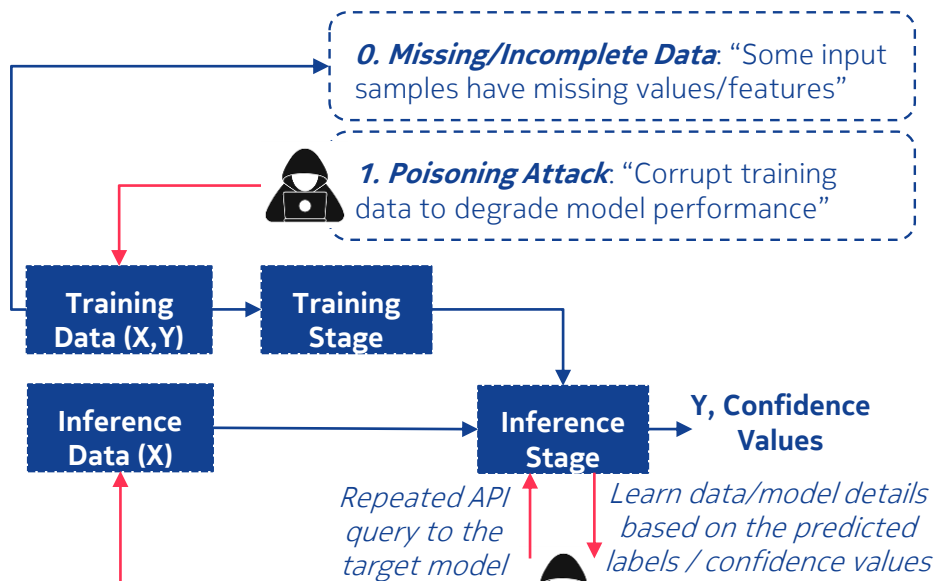 0. Missing/Incomplete Data: “Some input
samples have missing values/features”
1. Poisoning Attack: “Corrupt training
data to degrade model performance”
Training
Data (X,Y)
Training
Stage
Inference
Data (X)
Inference
Stage
Y, Confidence
Values
Repeated API
query to the
target model
Learn data/model details
based on the predicted
labels / confidence values